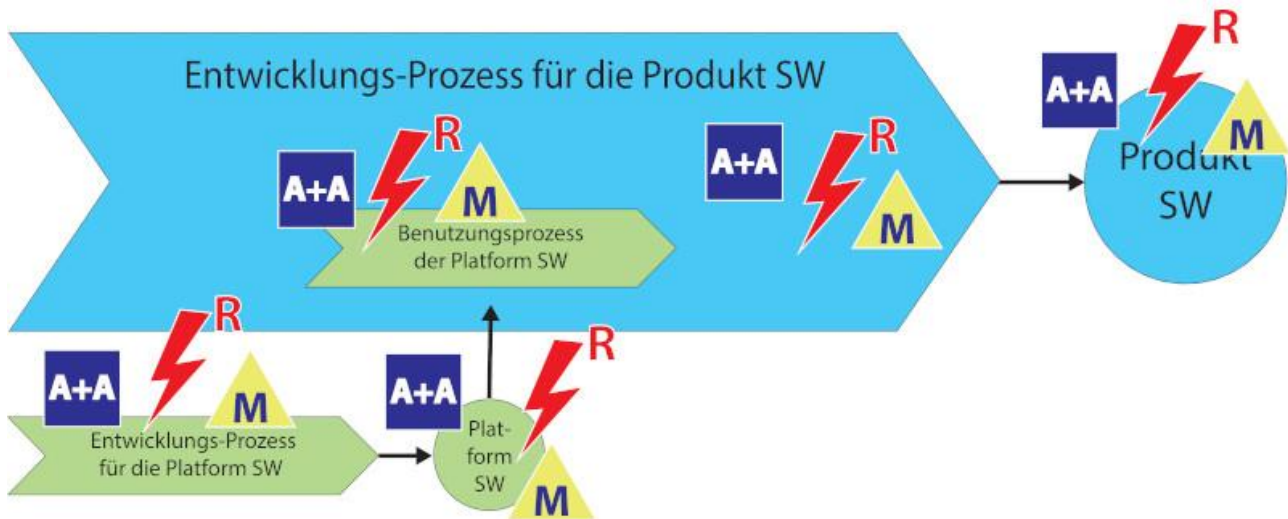 Entwicklungs-Prozess für die Produkt SW
A+A
R
M
Benutzungsprozess
der Platform SW
A+A
R
M
A+A
R
M
Produkt
SW
A+A
R
M
Entwicklungs-Prozess
für die Platform SW
A+A
R
M
Plat-
form
SW